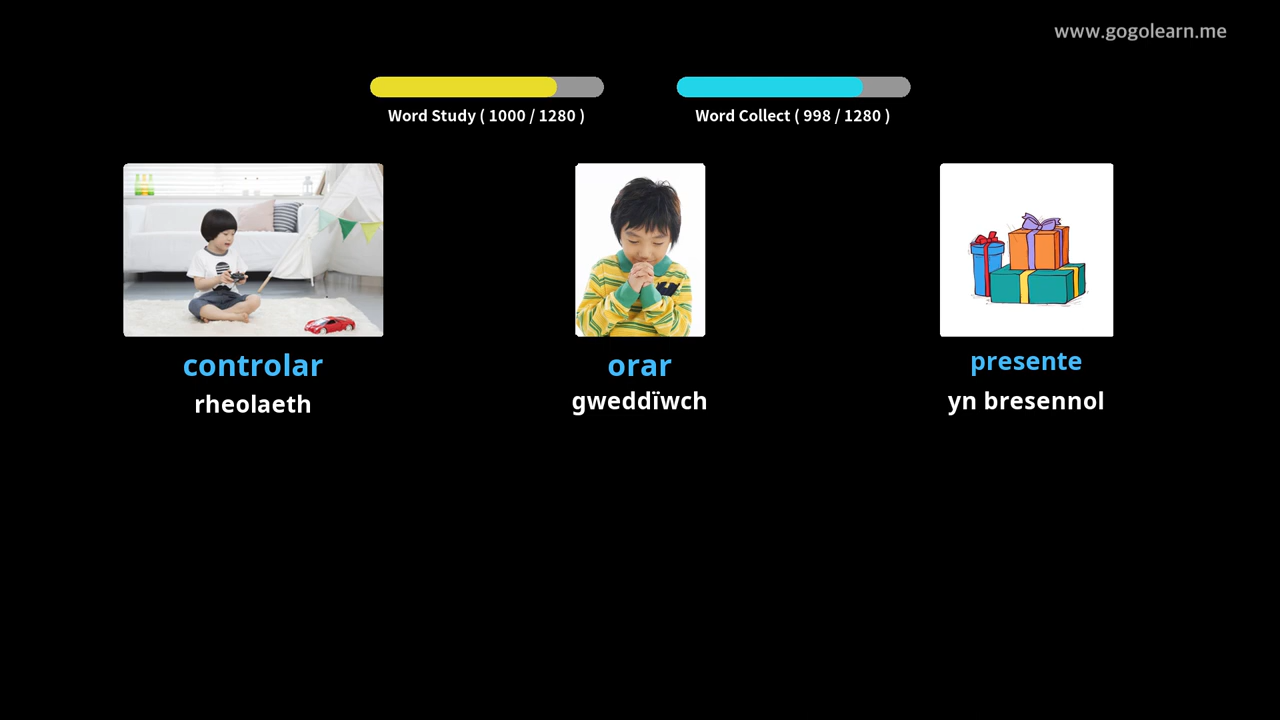 www.gogolearn.me
Word Study ( 1000 / 1280 )
Word Collect ( 998 / 1280 )
controlar
rheolaeth
orar
gweddïwch
presente
yn bresennol